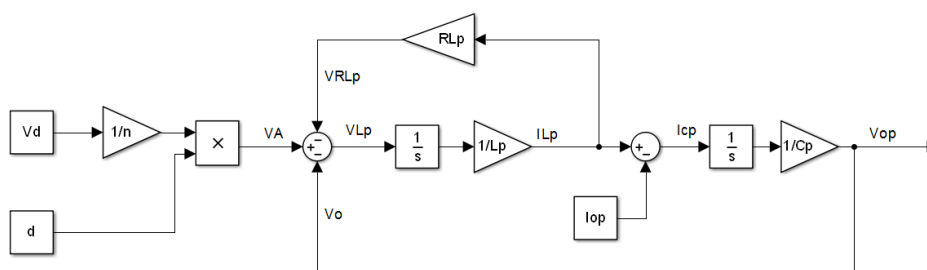 RLp
VRLp
Vd
1/n
×
VA
+
−
−
VLp
1
s
1/Lp
ILp
+
−
Icp
1
s
1/Cp
Vop
d
Vo
Iop